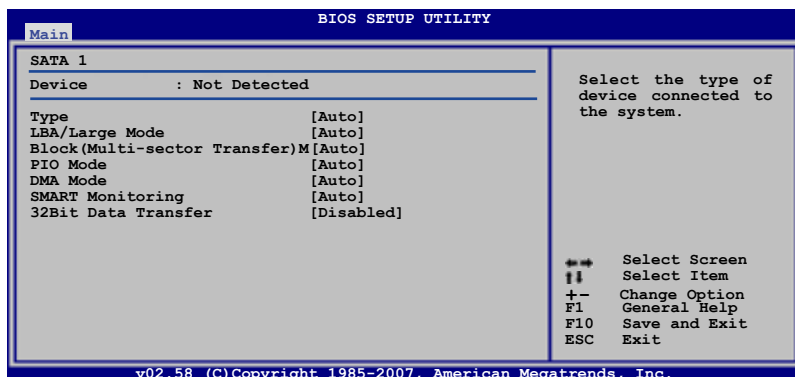 BIOS SETUP UTILITY
Main
SATA 1
Device : Not Detected
Type [Auto]
LBA/Large Mode [Auto]
Block(Multi-sector Transfer)M[Auto]
PIO Mode [Auto]
DMA Mode [Auto]
SMART Monitoring [Auto]
32Bit Data Transfer [Disabled]
Select the type of
device connected to
the system.
Select Screen
Select Item
+- Change Option
F1 General Help
F10 Save and Exit
ESC Exit
v02.58 (C)Copyright 1985-2007, American Megatrends, Inc.